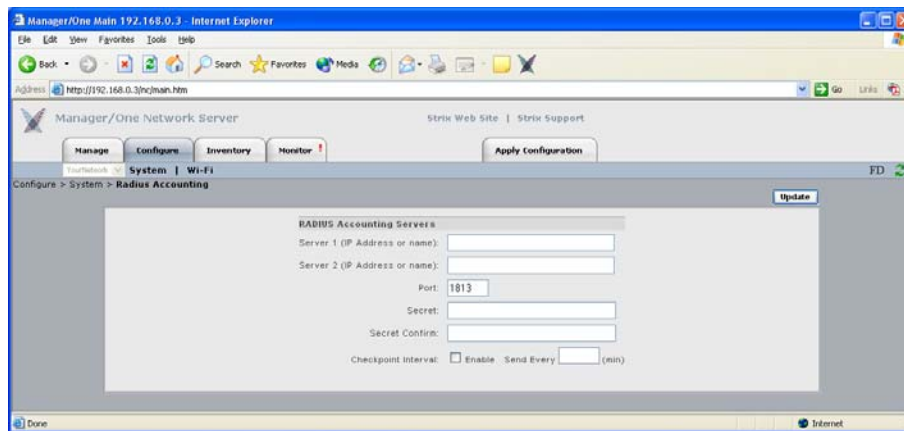 Manager/One Main 192.168.0.3 - Internet Explorer
File Edit View Favorites Tools Help
Back Search Favorites Media
Address http://192.168.0.3/nc/main.htm Go Links
Manager/One Network Server Strix Web Site | Strix Support
Manage Configure Inventory Monitor ! Apply Configuration
YourNetwork System | Wi-Fi FD
Configure > System > Radius Accounting
Update
RADIUS Accounting Servers
Server 1 (IP Address or name):
Server 2 (IP Address or name):
Port: 1813
Secret:
Secret Confirm:
Checkpoint Interval: Enable Send Every (min)
Done Internet